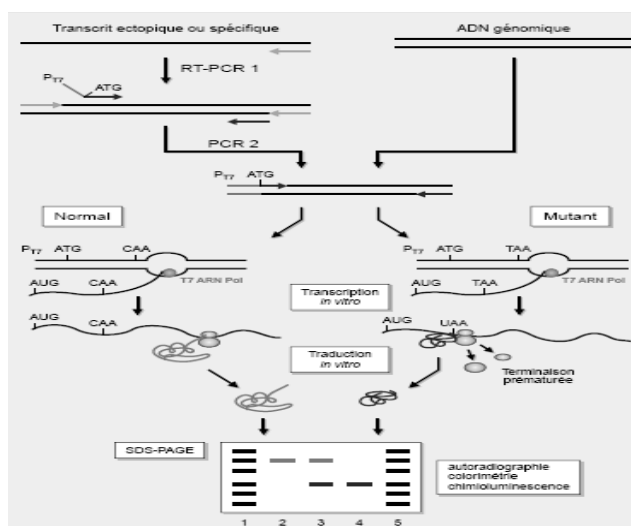 Transcrit ectopique ou spécifique
ADN génomique
RT-PCR 1
PT7
ATG
PCR 2
PT7 ATG
Normal
Mutant
PT7 ATG CAA
PT7 ATG TAA
T7 ARN Pol
T7 ARN Pol
AUG CAA
AUG TAA
Transcription
in vitro
AUG
CAA
AUG
UAA
Traduction
in vitro
Terminaison
prématurée
SDS-PAGE
autoradiographie
colorimétrie
chimioluminescence
1 2 3 4 5